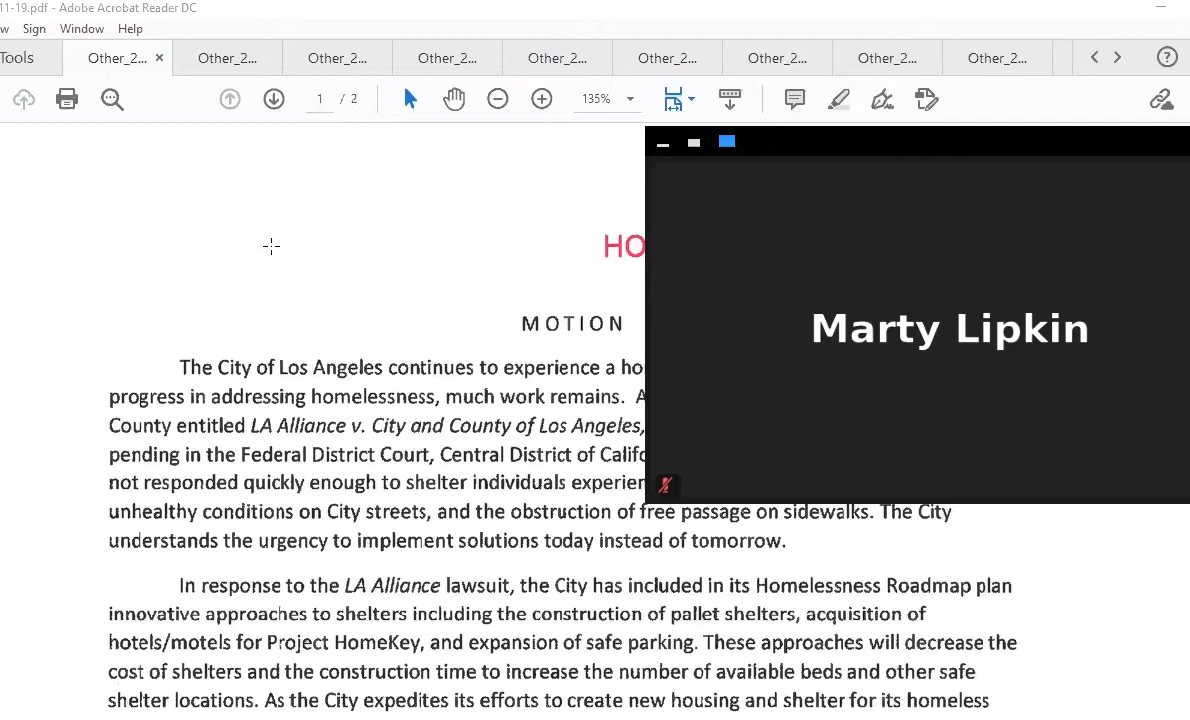 11-19.pdf - Adobe Acrobat Reader DC
w Sign Window Help
Tools Other_2... × Other_2... Other_2... Other_2... Other_2... Other_2... Other_2... Other_2... Other_2... ?
1 / 2 135%
HO
MOTION
The City of Los Angeles continues to experience a ho
progress in addressing homelessness, much work remains. A
County entitled LA Alliance v. City and County of Los Angeles,
pending in the Federal District Court, Central District of Califo
not responded quickly enough to shelter individuals experien
unhealthy conditions on City streets, and the obstruction of free passage on sidewalks. The City
understands the urgency to implement solutions today instead of tomorrow.
In response to the LA Alliance lawsuit, the City has included in its Homelessness Roadmap plan
innovative approaches to shelters including the construction of pallet shelters, acquisition of
hotels/motels for Project HomeKey, and expansion of safe parking. These approaches will decrease the
cost of shelters and the construction time to increase the number of available beds and other safe
shelter locations. As the City expedites its efforts to create new housing and shelter for its homeless
Marty Lipkin